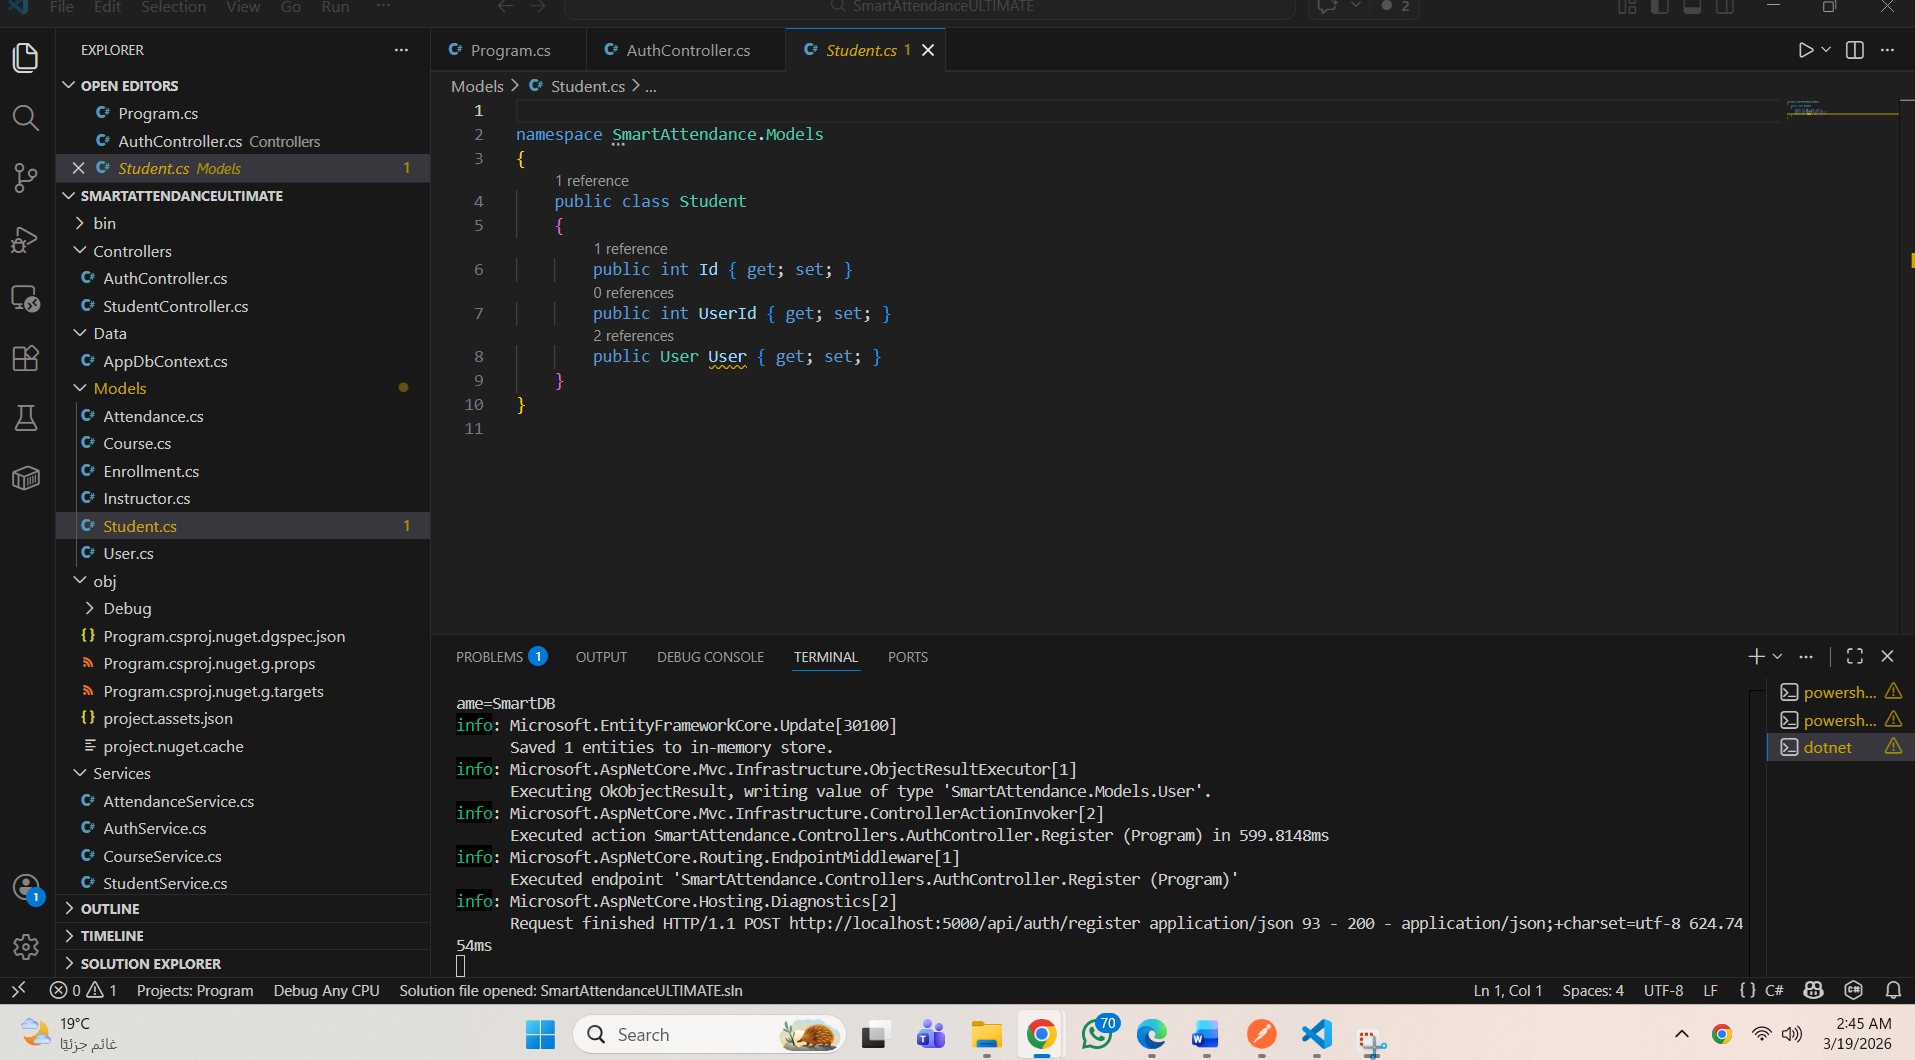 File Edit Selection View Go Run ···
SmartAttendanceULTIMATE
2
EXPLORER
Program.cs
AuthController.cs
Student.cs 1
OPEN EDITORS
Program.cs
AuthController.cs Controllers
Student.cs Models 1
SMARTATTENDANCEULTIMATE
bin
Controllers
AuthController.cs
StudentController.cs
Data
AppDbContext.cs
Models
Attendance.cs
Course.cs
Enrollment.cs
Instructor.cs
Student.cs 1
User.cs
obj
Debug
Program.csproj.nuget.dgspec.json
Program.csproj.nuget.g.props
Program.csproj.nuget.g.targets
project.assets.json
project.nuget.cache
Services
AttendanceService.cs
AuthService.cs
CourseService.cs
StudentService.cs
OUTLINE
TIMELINE
SOLUTION EXPLORER
1
Models > Student.cs > ...
1
2 namespace SmartAttendance.Models
3 {
1 reference
4 public class Student
5 {
1 reference
6 public int Id { get; set; }
0 references
7 public int UserId { get; set; }
2 references
8 public User User { get; set; }
9 }
10 }
11
PROBLEMS 1 OUTPUT DEBUG CONSOLE TERMINAL PORTS
ame=SmartDB
info: Microsoft.EntityFrameworkCore.Update[30100]
Saved 1 entities to in-memory store.
info: Microsoft.AspNetCore.Mvc.Infrastructure.ObjectResultExecutor[1]
Executing OkObjectResult, writing value of type 'SmartAttendance.Models.User'.
info: Microsoft.AspNetCore.Mvc.Infrastructure.ControllerActionInvoker[2]
Executed action SmartAttendance.Controllers.AuthController.Register (Program) in 599.8148ms
info: Microsoft.AspNetCore.Routing.EndpointMiddleware[1]
Executed endpoint 'SmartAttendance.Controllers.AuthController.Register (Program)'
info: Microsoft.AspNetCore.Hosting.Diagnostics[2]
Request finished HTTP/1.1 POST http://localhost:5000/api/auth/register application/json 93 - 200 - application/json;+charset=utf-8 624.74
54ms
powersh...
powersh...
dotnet
0 1 Projects: Program Debug Any CPU Solution file opened: SmartAttendanceULTIMATE.sln
Ln 1, Col 1 Spaces: 4 UTF-8 LF {} C#
19°C
غائم جزئيًا
Search
70
2:45 AM
3/19/2026